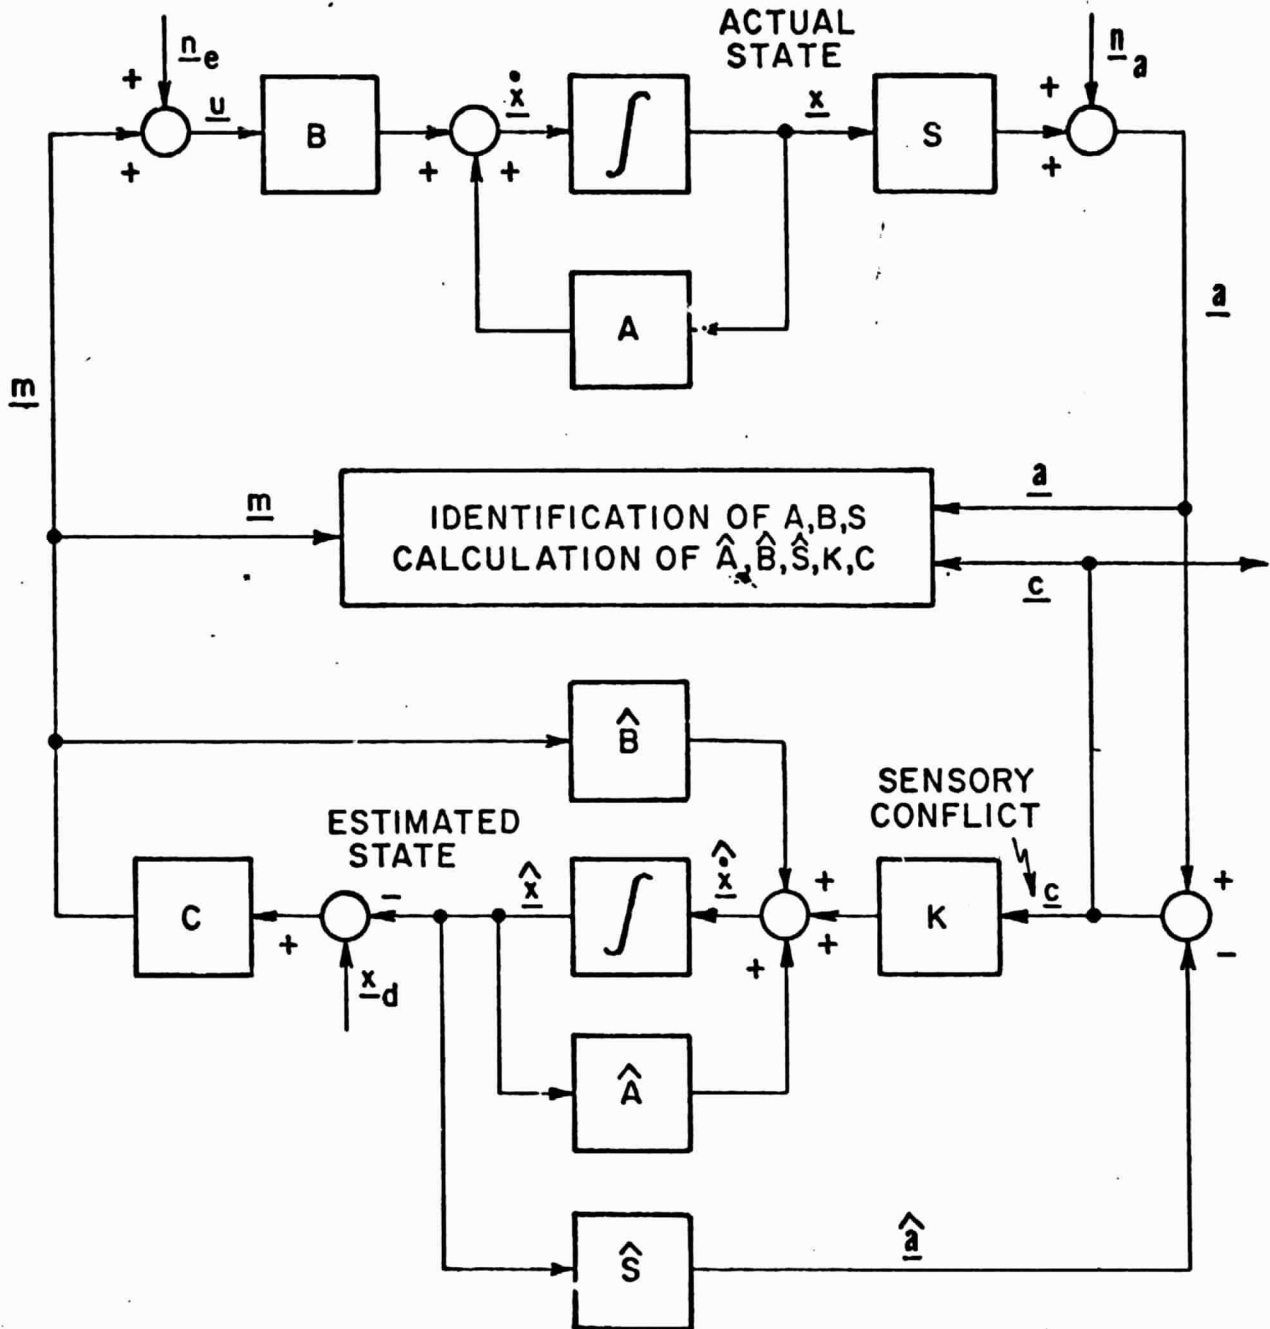 ACTUAL
STATE
n_e
+
+
u
B
+
+
ẋ
∫
x
S
+
+
n_a
A
a
m
m
IDENTIFICATION OF A,B,S
CALCULATION OF Â,B̂,Ŝ,K,C
a
c
B̂
SENSORY
CONFLICT
ESTIMATED
STATE
C
+
-
x_d
x̂
∫
ẋ̂
+
+
+
K
c
+
-
Â
Ŝ
â